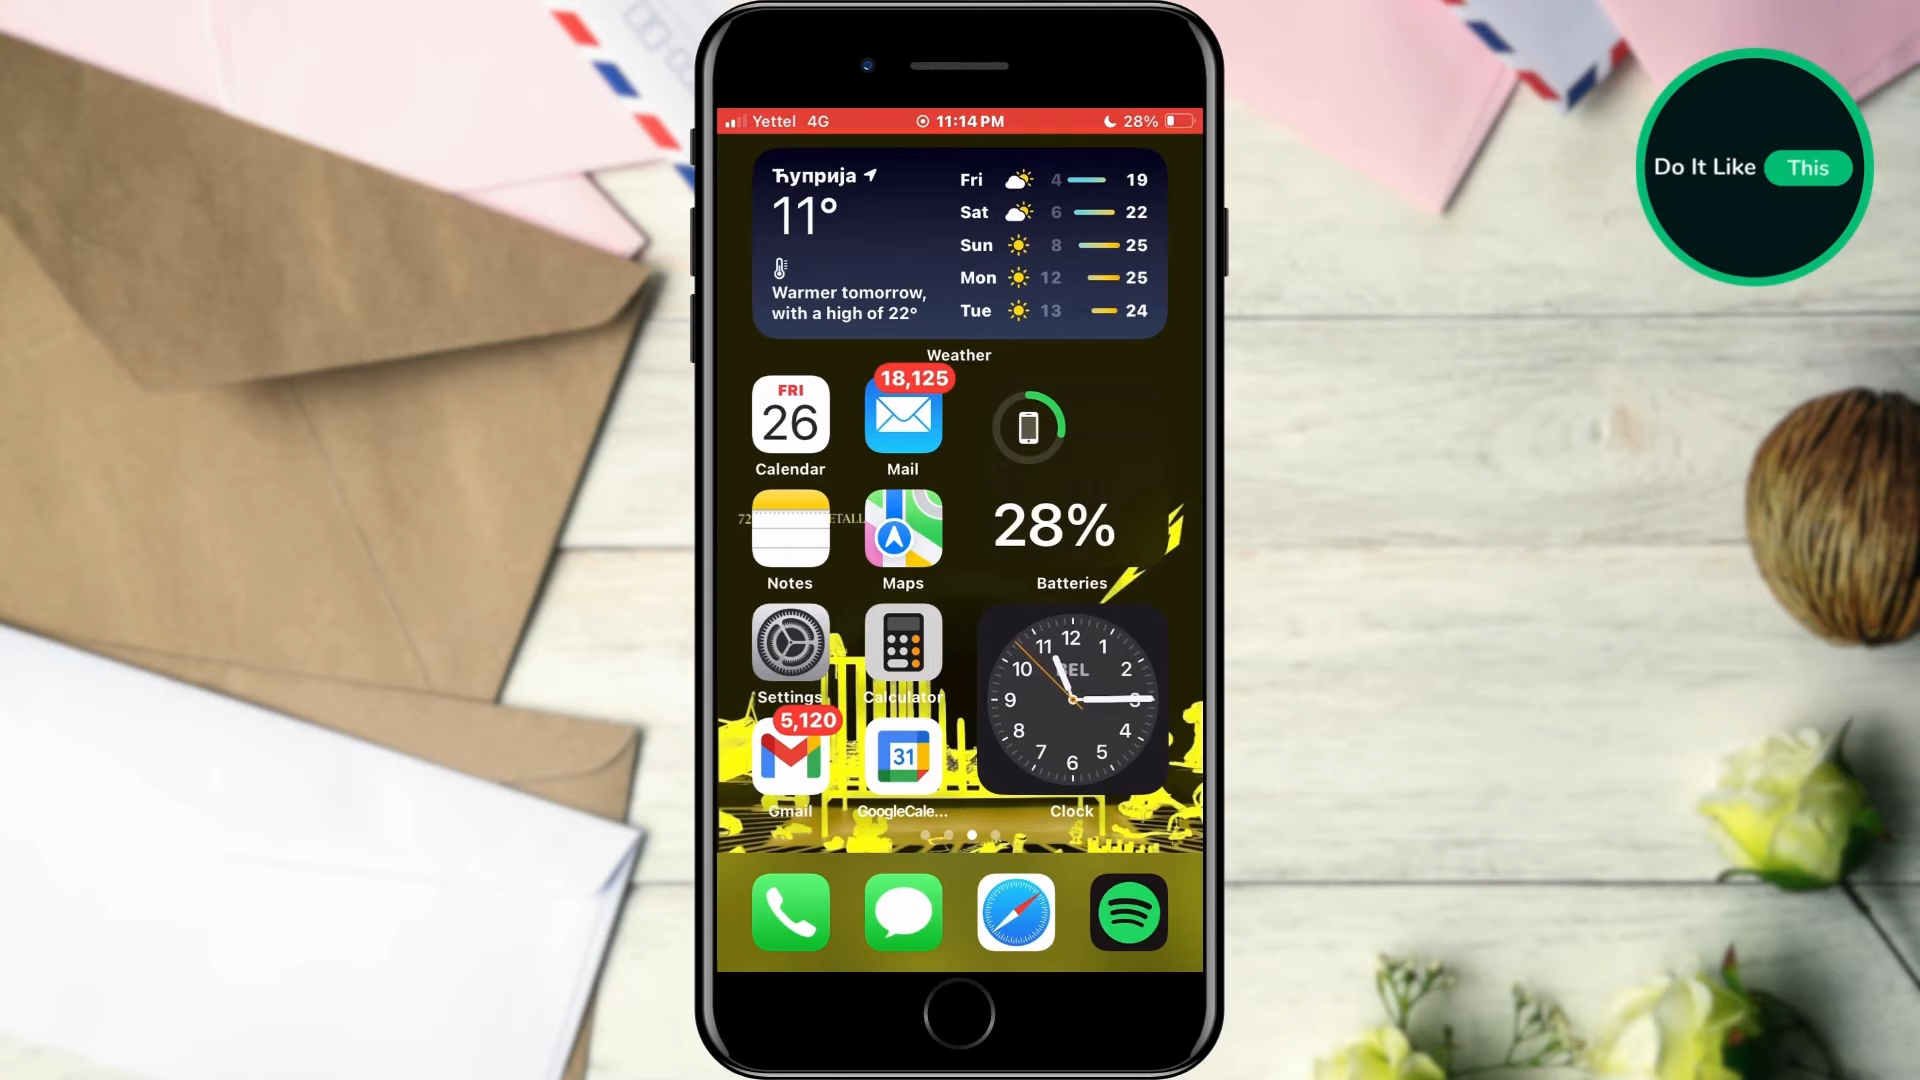 Yettel 4G 11:14 PM 28%
Ћуприја
11°
Warmer tomorrow,
with a high of 22°
Fri 4 19
Sat 6 22
Sun 8 25
Mon 12 25
Tue 13 24
Weather
FRI
26
Calendar
18,125
Mail
28%
Batteries
72
ETALL
Notes
Maps
Settings
Calculator
BEL
12
1
2
3
4
5
6
7
8
9
10
11
Clock
5,120
Gmail
31
GoogleCale...
Do It Like This